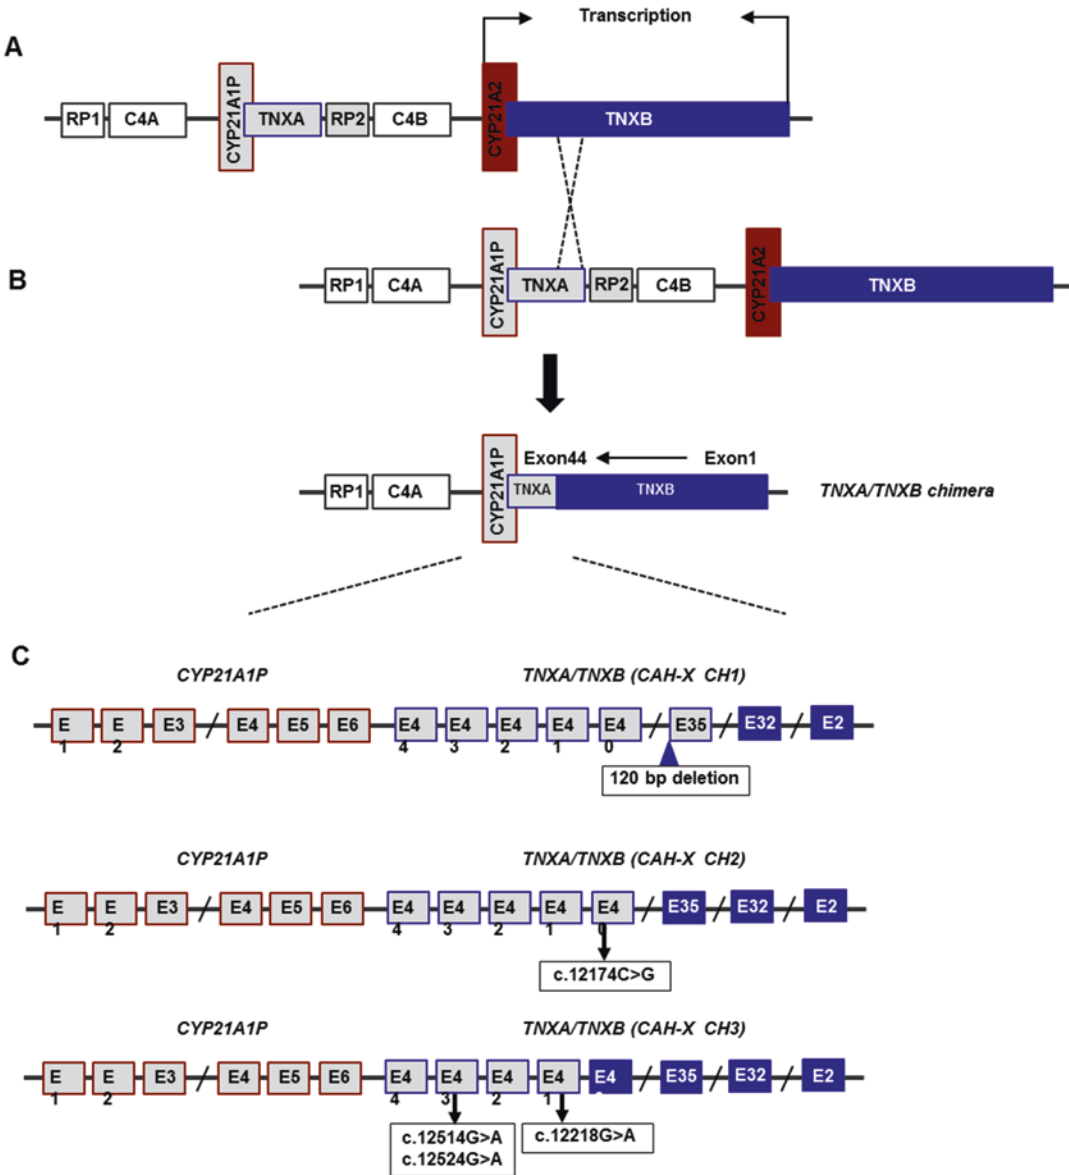 Transcription
A
RP1 C4A CYP21A1P TNXA RP2 C4B CYP21A2 TNXB
B
RP1 C4A CYP21A1P TNXA RP2 C4B CYP21A2 TNXB
Exon44 Exon1
RP1 C4A CYP21A1P TNXA TNXB TNXA/TNXB chimera
C
CYP21A1P TNXA/TNXB (CAH-X CH1)
E E E3 / E4 E5 E6 E4 E4 E4 E4 E4 / E35 / E32 / E2
1 2 4 3 2 1 0
120 bp deletion
CYP21A1P TNXA/TNXB (CAH-X CH2)
E E E3 / E4 E5 E6 E4 E4 E4 E4 E4 / E35 / E32 / E2
1 2 4 3 2 1 0
c.12174C>G
CYP21A1P TNXA/TNXB (CAH-X CH3)
E E E3 / E4 E5 E6 E4 E4 E4 E4 E4 / E35 / E32 / E2
1 2 4 3 2 1
c.12514G>A c.12218G>A
c.12524G>A